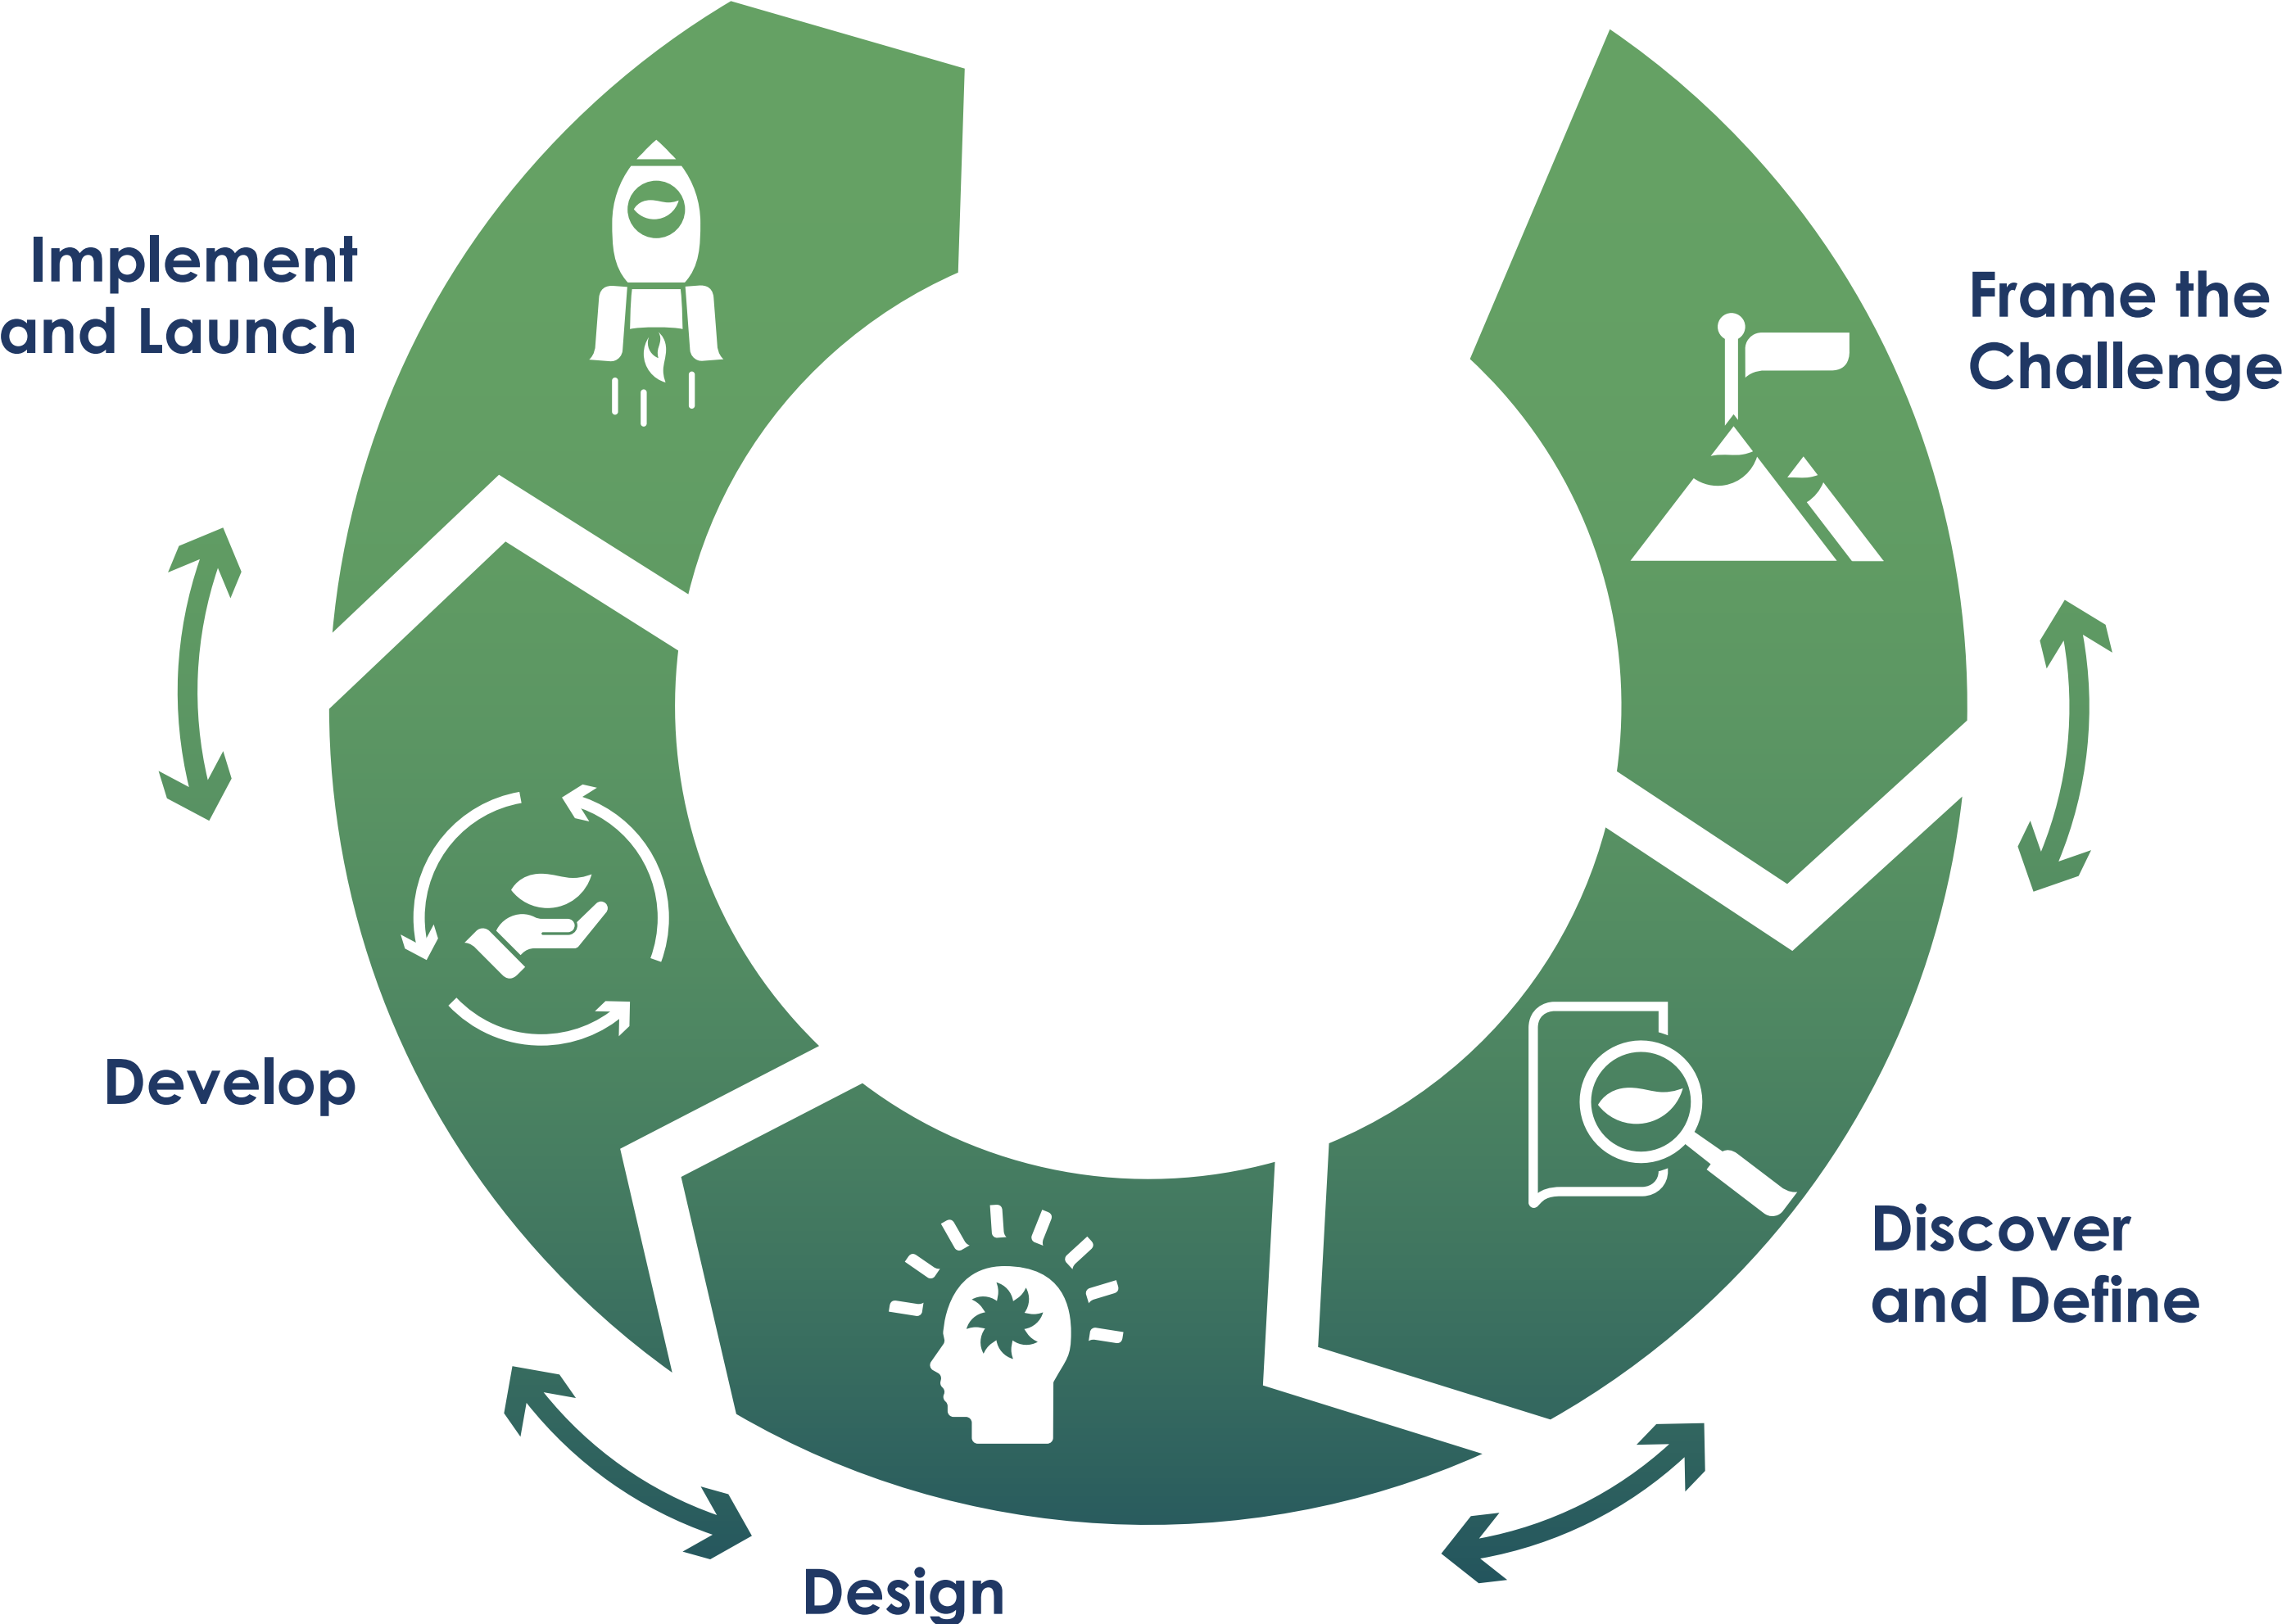 Implement
and Launch
Frame the
Challenge
Develop
Discover
and Define
Design